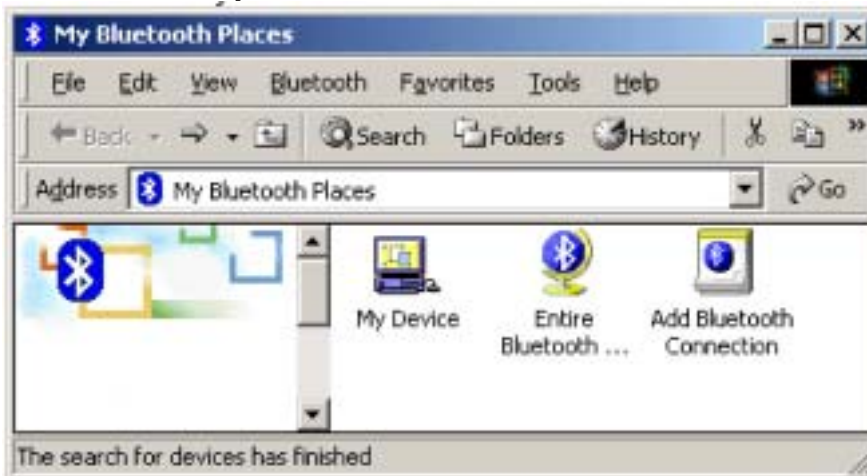 My Bluetooth Places
File Edit View Bluetooth Favorites Tools Help
Back Search Folders History »
Address My Bluetooth Places Go
My Device
Entire Bluetooth ...
Add Bluetooth Connection
The search for devices has finished